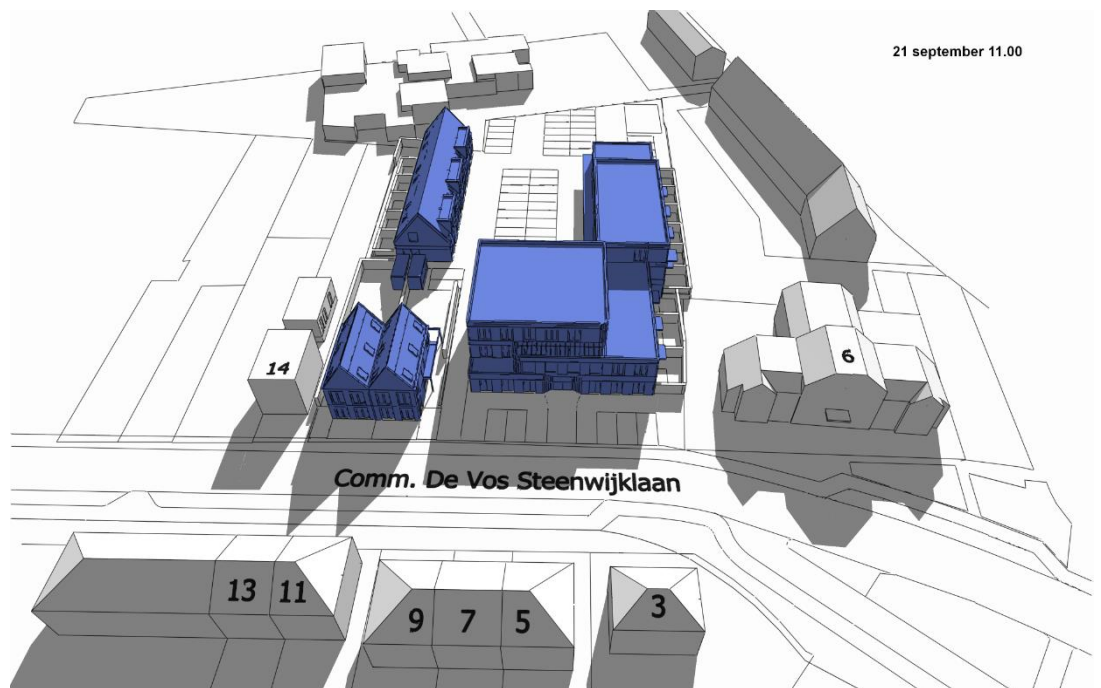 21 september 11.00
14
6
Comm. De Vos Steenwijklaan
13 11
9 7 5
3